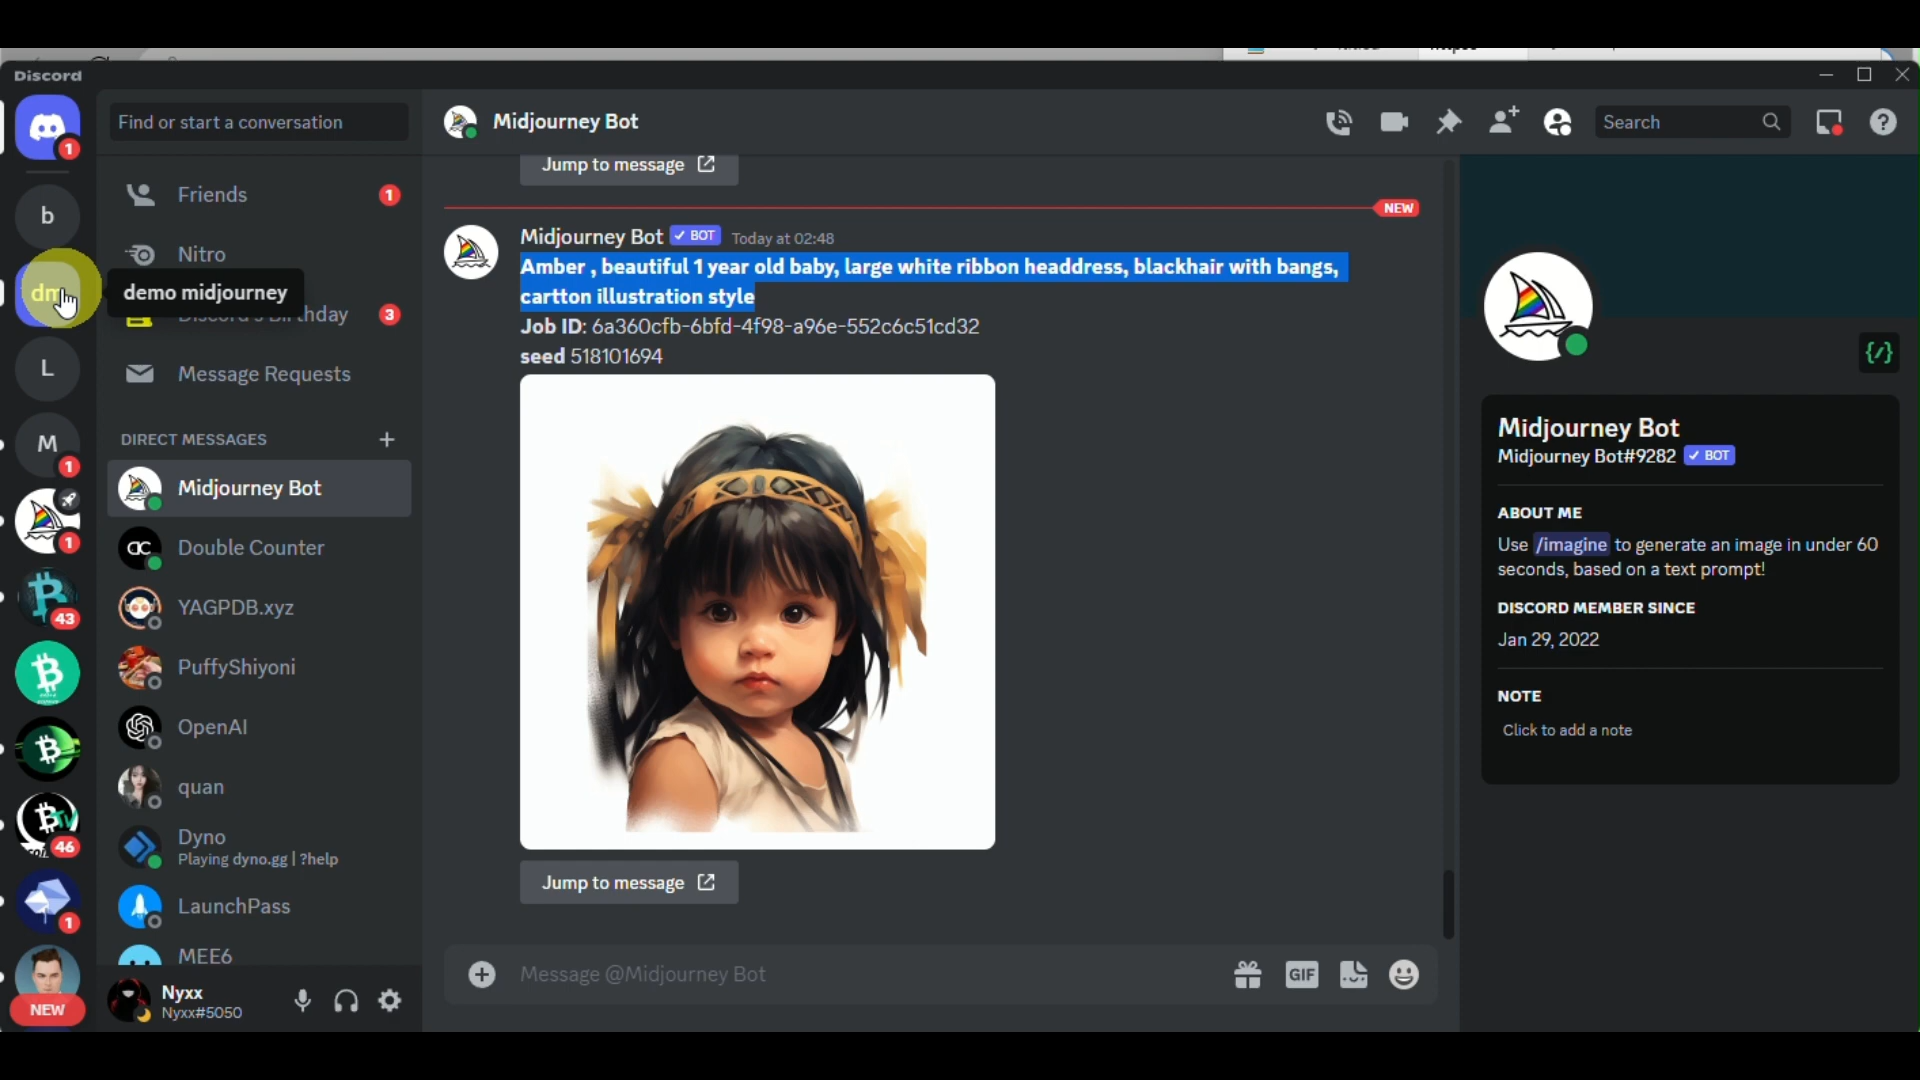 Discord
Find or start a conversation
Midjourney Bot
Search
1
Friends
1
b
Nitro
dm
demo midjourney
3
L
Message Requests
M
1
DIRECT MESSAGES
Midjourney Bot
1
Double Counter
43
YAGPDB.xyz
PuffyShiyoni
OpenAI
quan
46
Dyno
Playing dyno.gg | ?help
1
LaunchPass
MEE6
NEW
Nyxx
Nyxx#5050
Jump to message
NEW
Midjourney Bot BOT Today at 02:48
Amber , beautiful 1 year old baby, large white ribbon headdress, blackhair with bangs,
cartton illustration style
Job ID: 6a360cfb-6bfd-4f98-a96e-552c6c51cd32
seed 518101694
Jump to message
Message @Midjourney Bot
GIF
Midjourney Bot
Midjourney Bot#9282 BOT
ABOUT ME
Use /imagine to generate an image in under 60
seconds, based on a text prompt!
DISCORD MEMBER SINCE
Jan 29, 2022
NOTE
Click to add a note